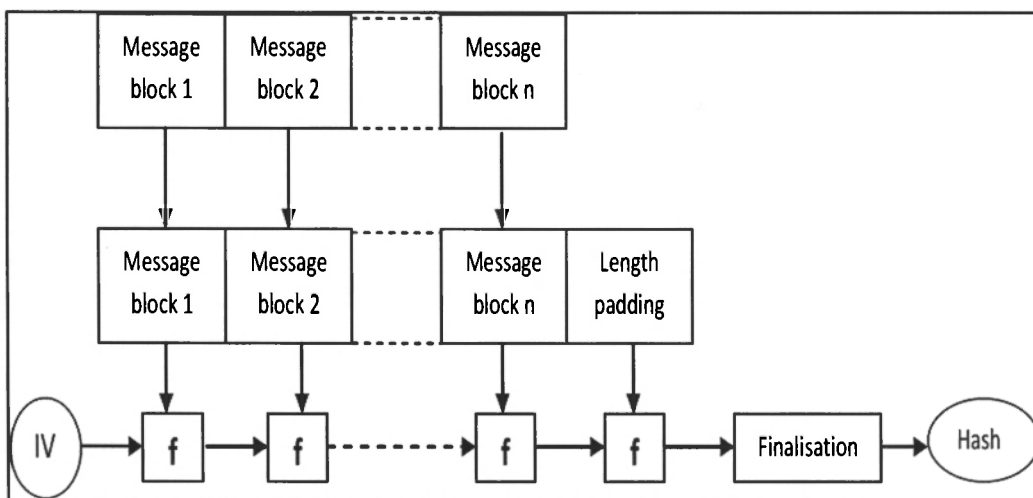 Message
block 1
Message
block 2
Message
block n
Message
block 1
Message
block 2
Message
block n
Length
padding
IV
f
f
f
f
Finalisation
Hash